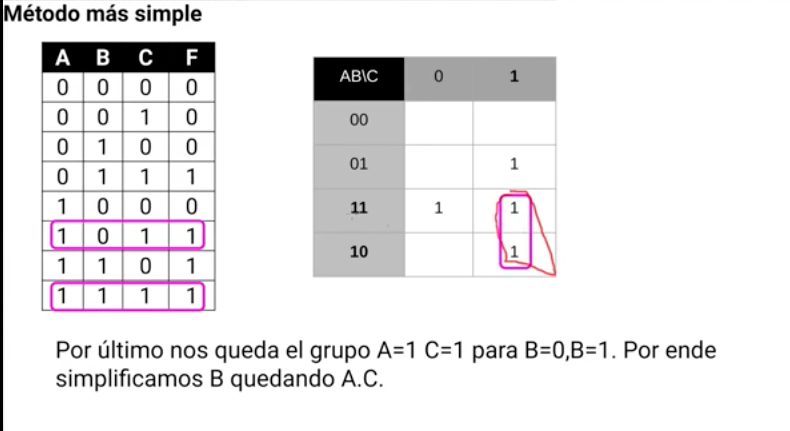 Método más simple
A B C F
0 0 0 0
0 0 1 0
0 1 0 0
0 1 1 1
1 0 0 0
1 0 1 1
1 1 0 1
1 1 1 1
AB\C 0 1
00
01 1
11 1 1
10 1
Por último nos queda el grupo A=1 C=1 para B=0,B=1. Por ende
simplificamos B quedando A.C.